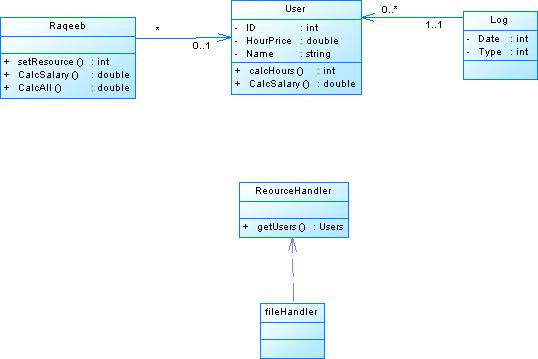 Raqeeb
+ setResource () : int
+ CalcSalary () : double
+ CalcAll () : double
*
0..1
User
- ID : int
- HourPrice : double
- Name : string
+ calcHours () : int
+ CalcSalary () : double
0..*
1..1
Log
- Date : int
- Type : int
ReourceHandler
+ getUsers () : Users
fileHandler